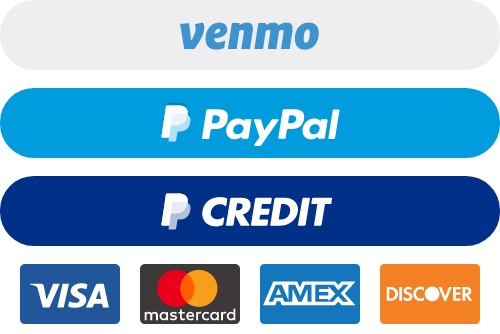 venmo
PayPal
CREDIT
VISA
mastercard
AMEX
DISCOVER